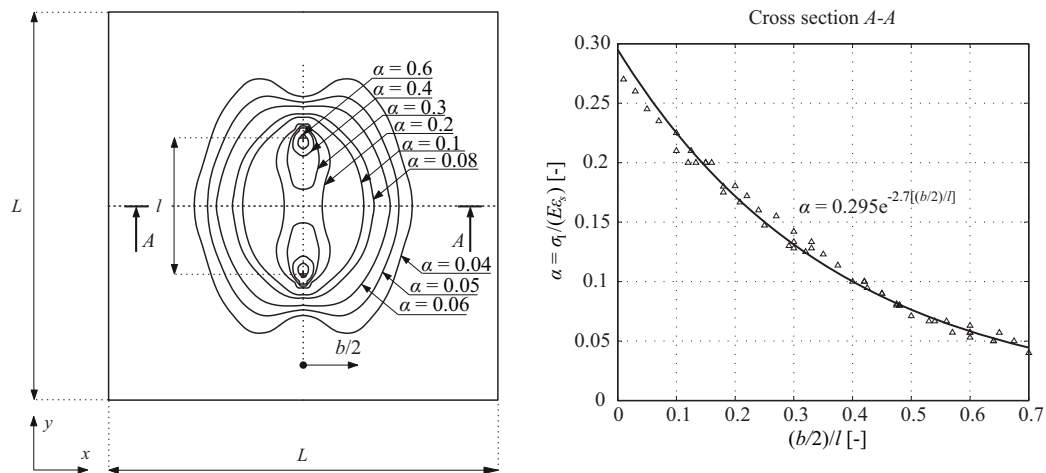 α = 0.6
α = 0.4
α = 0.3
α = 0.2
α = 0.1
α = 0.08
L
l
A
A
α = 0.04
α = 0.05
α = 0.06
b/2
y
x
L
Cross section A-A
0.30
0.25
0.2
0.15
0.1
0.05
0
α = σ₁/(Eεₛ) [-]
α = 0.295e^-2.7[(b/2)/l]
0 0.1 0.2 0.3 0.4 0.5 0.6 0.7
(b/2)/l [-]